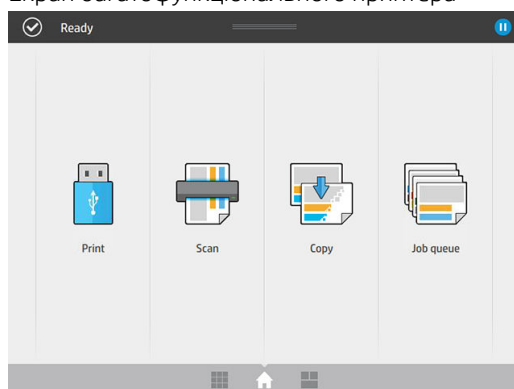 Екран багатофункціонального принтера
Ready
Print
Scan
Copy
Job queue